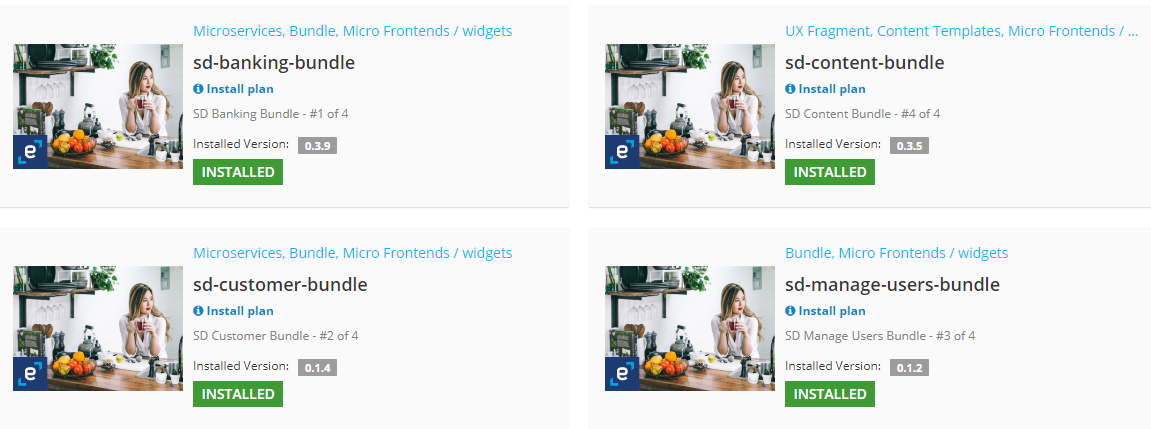 Microservices, Bundle, Micro Frontends / widgets
sd-banking-bundle
Install plan
SD Banking Bundle - #1 of 4
Installed Version: 0.3.9
INSTALLED
e
UX Fragment, Content Templates, Micro Frontends / ...
sd-content-bundle
Install plan
SD Content Bundle - #4 of 4
Installed Version: 0.3.5
INSTALLED
e
Microservices, Bundle, Micro Frontends / widgets
sd-customer-bundle
Install plan
SD Customer Bundle - #2 of 4
Installed Version: 0.1.4
INSTALLED
e
Bundle, Micro Frontends / widgets
sd-manage-users-bundle
Install plan
SD Manage Users Bundle - #3 of 4
Installed Version: 0.1.2
INSTALLED
e